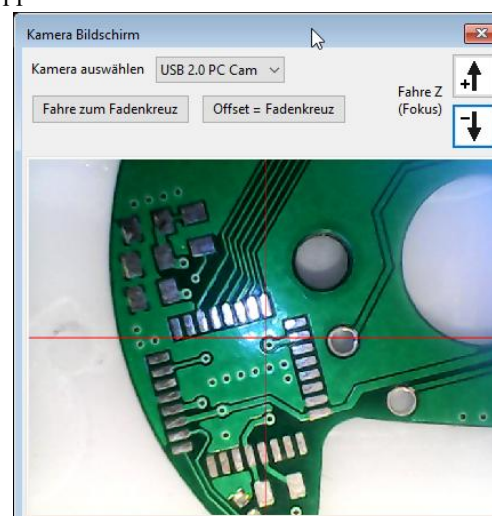 Kamera Bildschirm
Kamera auswählen USB 2.0 PC Cam
Fahre zum Fadenkreuz Offset = Fadenkreuz
Fahre Z
(Fokus)
+
-